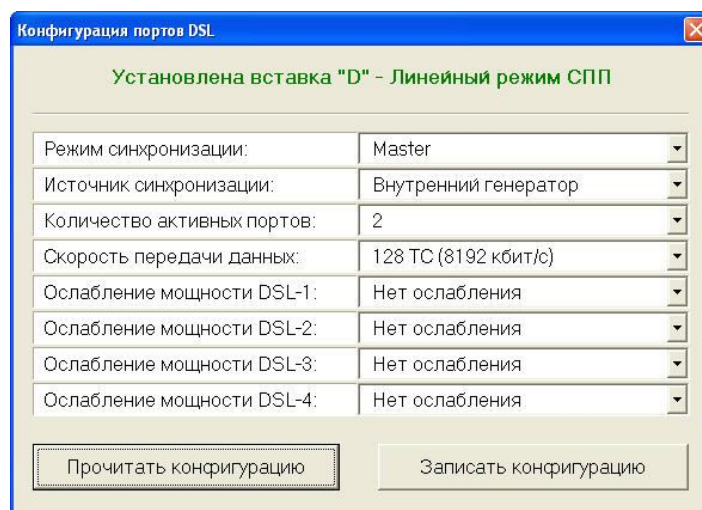 Конфигурация портов DSL
Установлена вставка "D" - Линейный режим СПП
Режим синхронизации: Master
Источник синхронизации: Внутренний генератор
Количество активных портов: 2
Скорость передачи данных: 128 ТС (8192 кбит/с)
Ослабление мощности DSL-1: Нет ослабления
Ослабление мощности DSL-2: Нет ослабления
Ослабление мощности DSL-3: Нет ослабления
Ослабление мощности DSL-4: Нет ослабления
Прочитать конфигурацию Записать конфигурацию